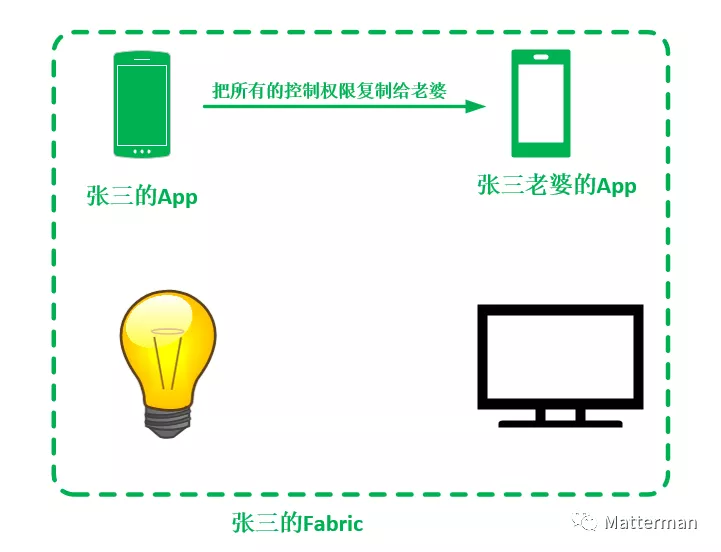 把所有的控制权限复制给老婆
张三的App
张三老婆的App
张三的Fabric
Matterman